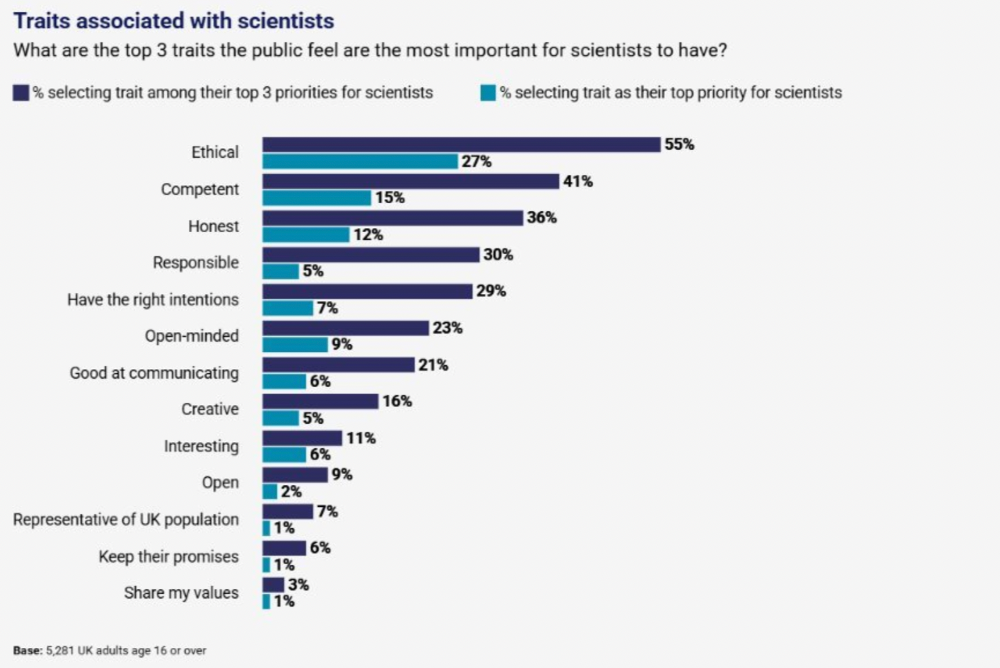 Traits associated with scientists
What are the top 3 traits the public feel are the most important for scientists to have?
% selecting trait among their top 3 priorities for scientists
% selecting trait as their top priority for scientists
Ethical
55%
27%
Competent
41%
15%
Honest
36%
12%
Responsible
30%
5%
Have the right intentions
29%
7%
Open-minded
23%
9%
Good at communicating
21%
6%
Creative
16%
5%
Interesting
11%
6%
Open
9%
2%
Representative of UK population
7%
1%
Keep their promises
6%
1%
Share my values
3%
1%
Base: 5,281 UK adults age 16 or over